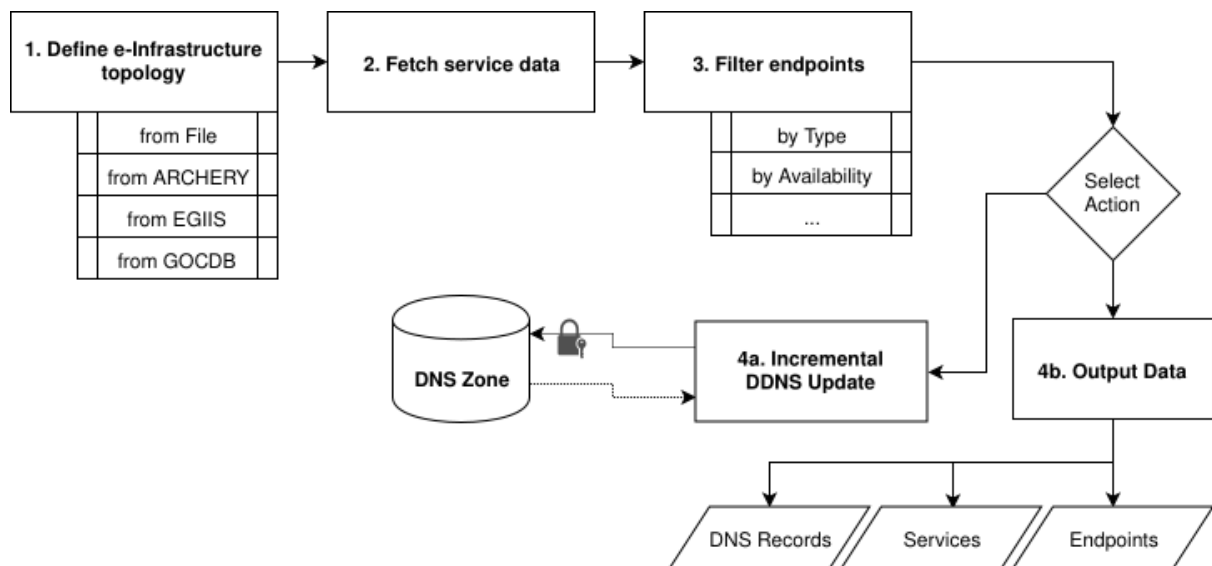 1. Define e-Infrastructure
topology
2. Fetch service data
3. Filter endpoints
from File
from ARCHERY
from EGIIS
from GOCDB
by Type
by Availability
...
Select
Action
DNS Zone
4a. Incremental
DDNS Update
4b. Output Data
DNS Records
Services
Endpoints